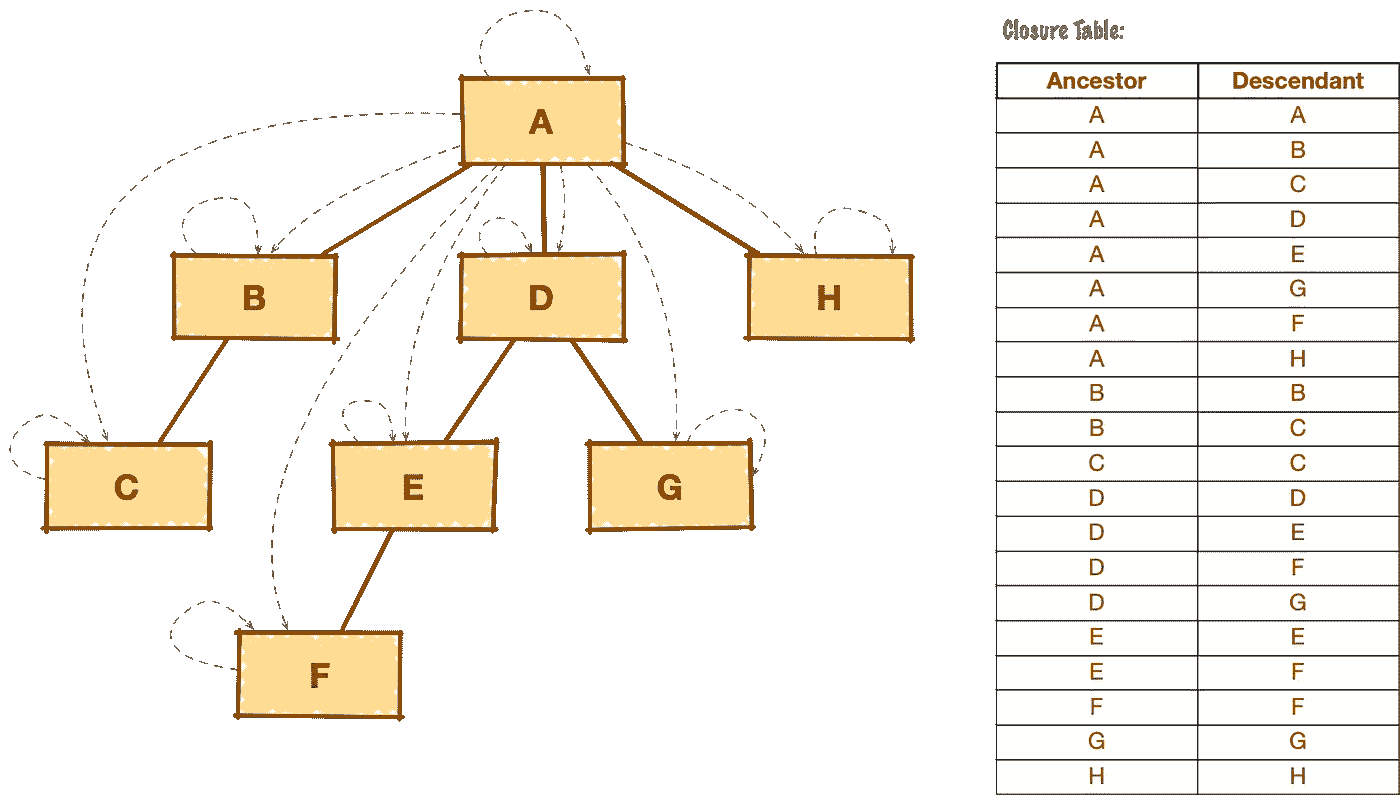 A
B
D
H
C
E
G
F
Closure Table:
Ancestor Descendant
A A
A B
A C
A D
A E
A G
A F
A H
B B
B C
C C
D D
D E
D F
D G
E E
E F
F F
G G
H H